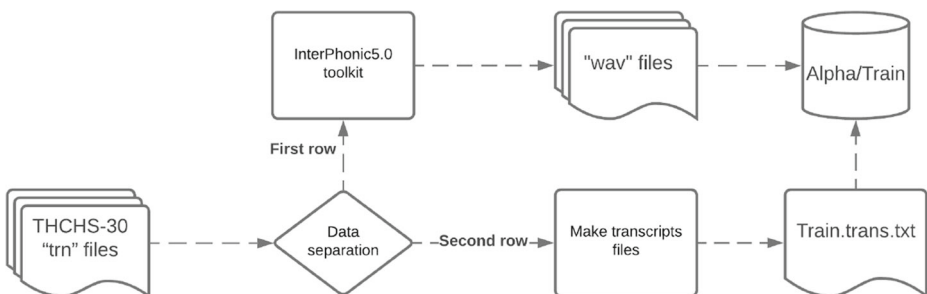 InterPhonic5.0
toolkit
"wav" files
Alpha/Train
First row
THCHS-30
“trn” files
Data
separation
Second row
Make transcripts
files
Train.trans.txt